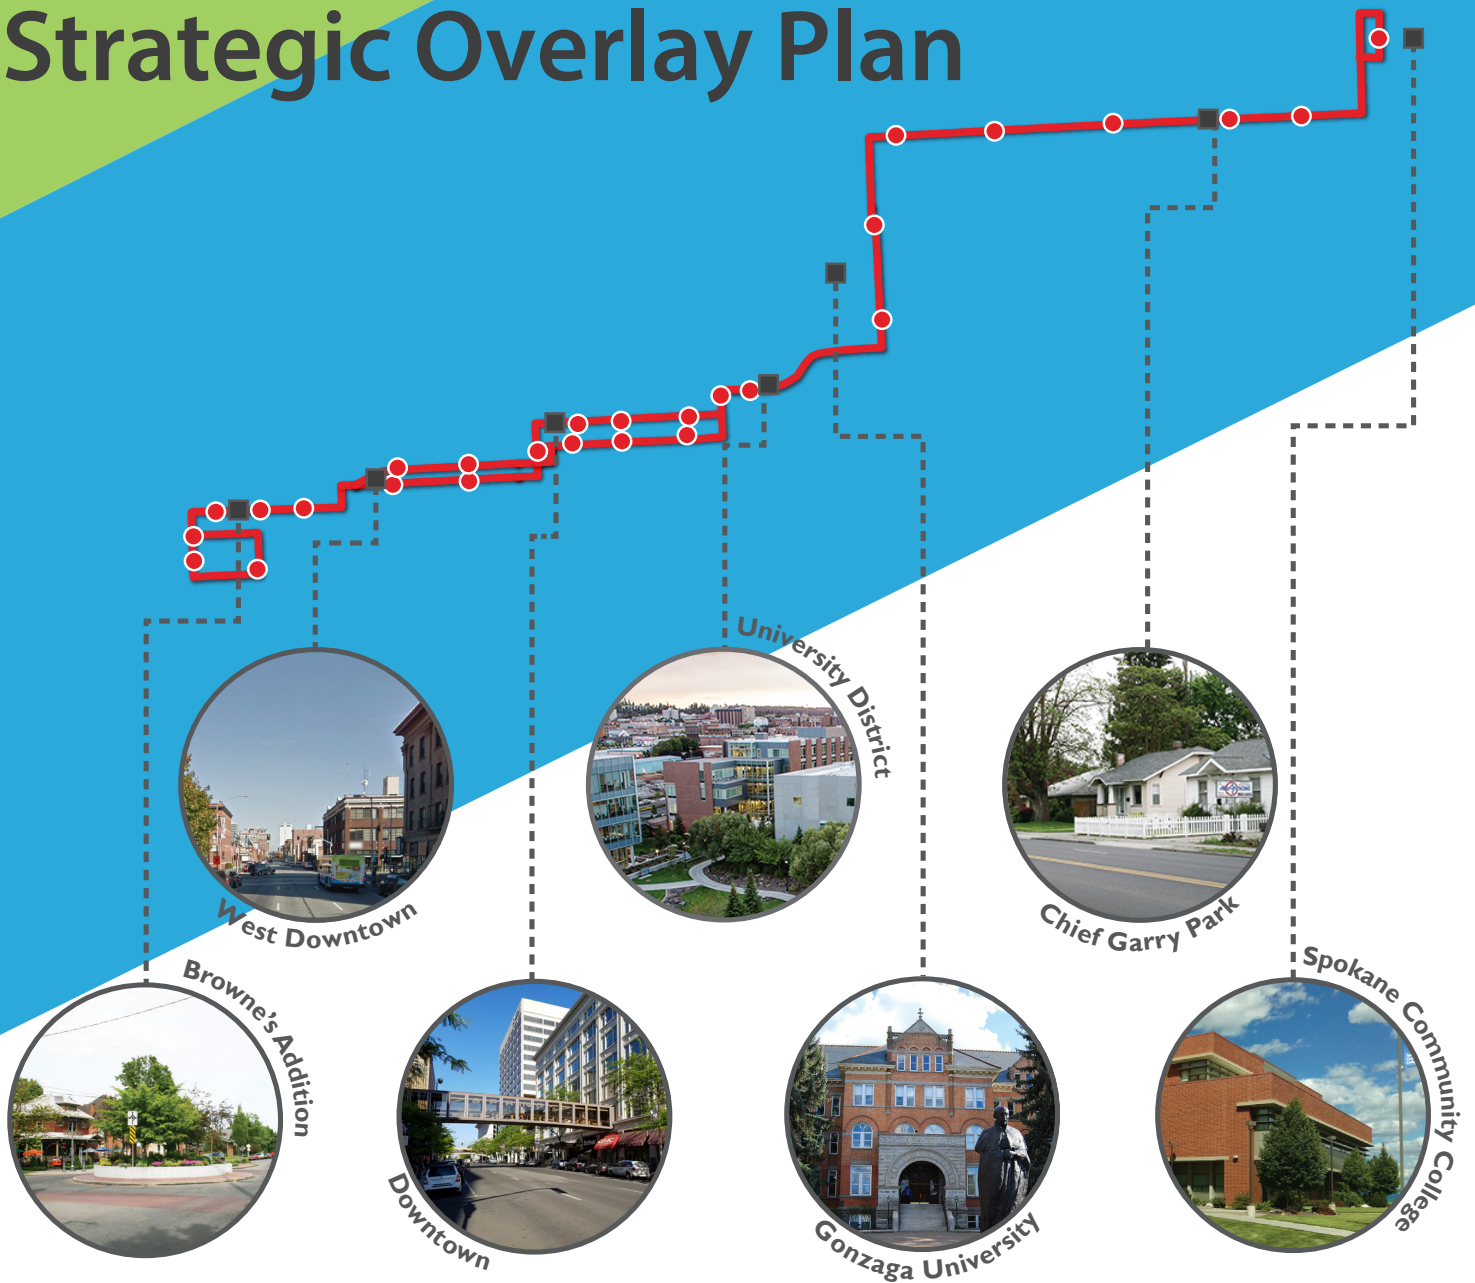 Strategic Overlay Plan
University District
West Downtown
Chief Garry Park
Browne's Addition
Spokane Community College
Downtown
Gonzaga University